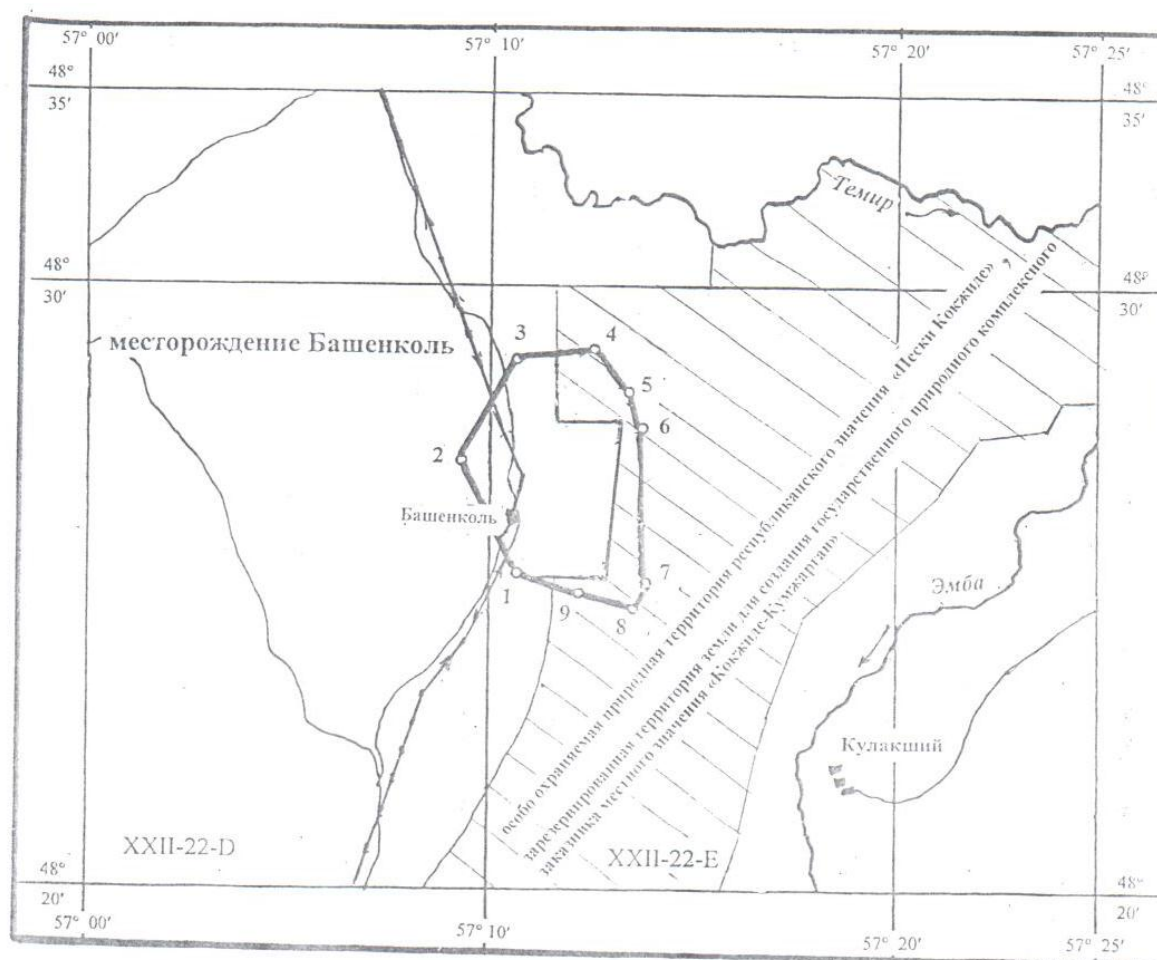 57° 00′
57° 10′
57° 20′
57° 25′
48°
35′
48°
35′
Темир
48°
30′
48°
30′
месторождение Башенколь
3
4
5
6
2
Башенколь
1
9
8
7
особо охраняемая природная территория республиканского значения «Пески Кокжиде»,
зарезервированная территория земли для создания государственного природного комплексного
заказника местного значения «Кокжиде-Кумжарган»
Эмба
Кулакший
XXII-22-D
XXII-22-E
48°
20′
48°
20′
57° 00′
57° 10′
57° 20′
57° 25′